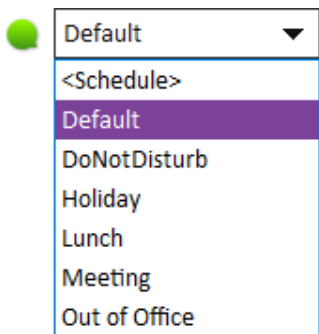 Default
<Schedule>
Default
DoNotDisturb
Holiday
Lunch
Meeting
Out of Office